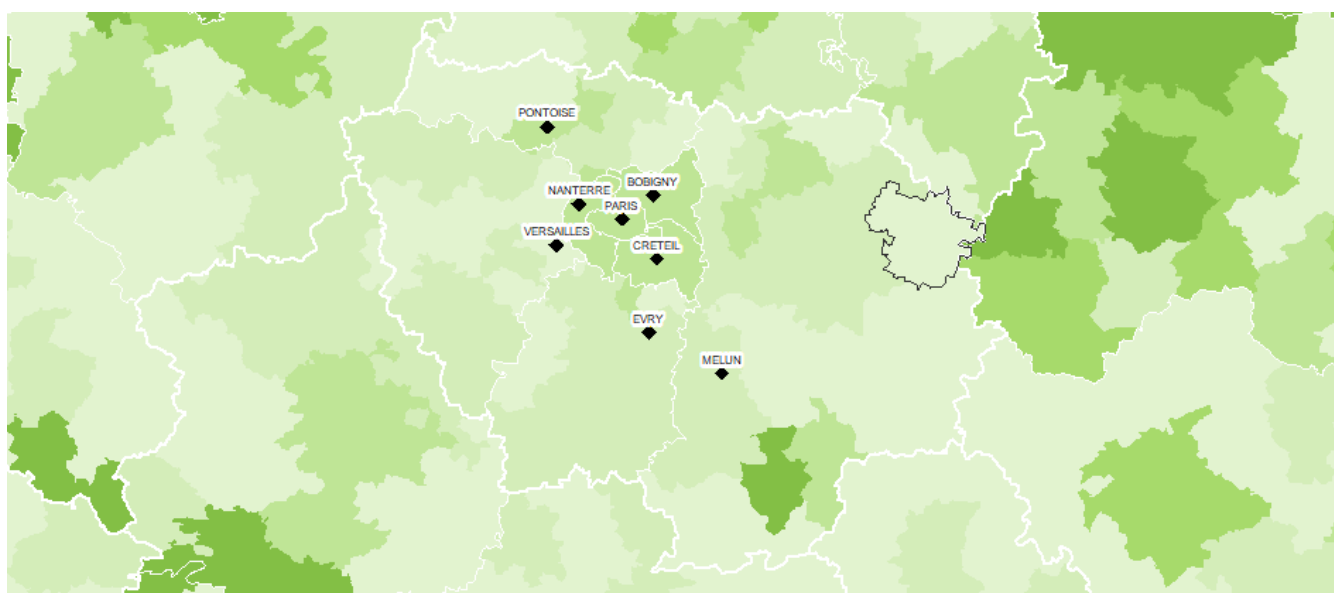 PONTOISE
BOBIGNY
NANTERRE
PARIS
VERSAILLES
CRETEIL
EVRY
MELUN